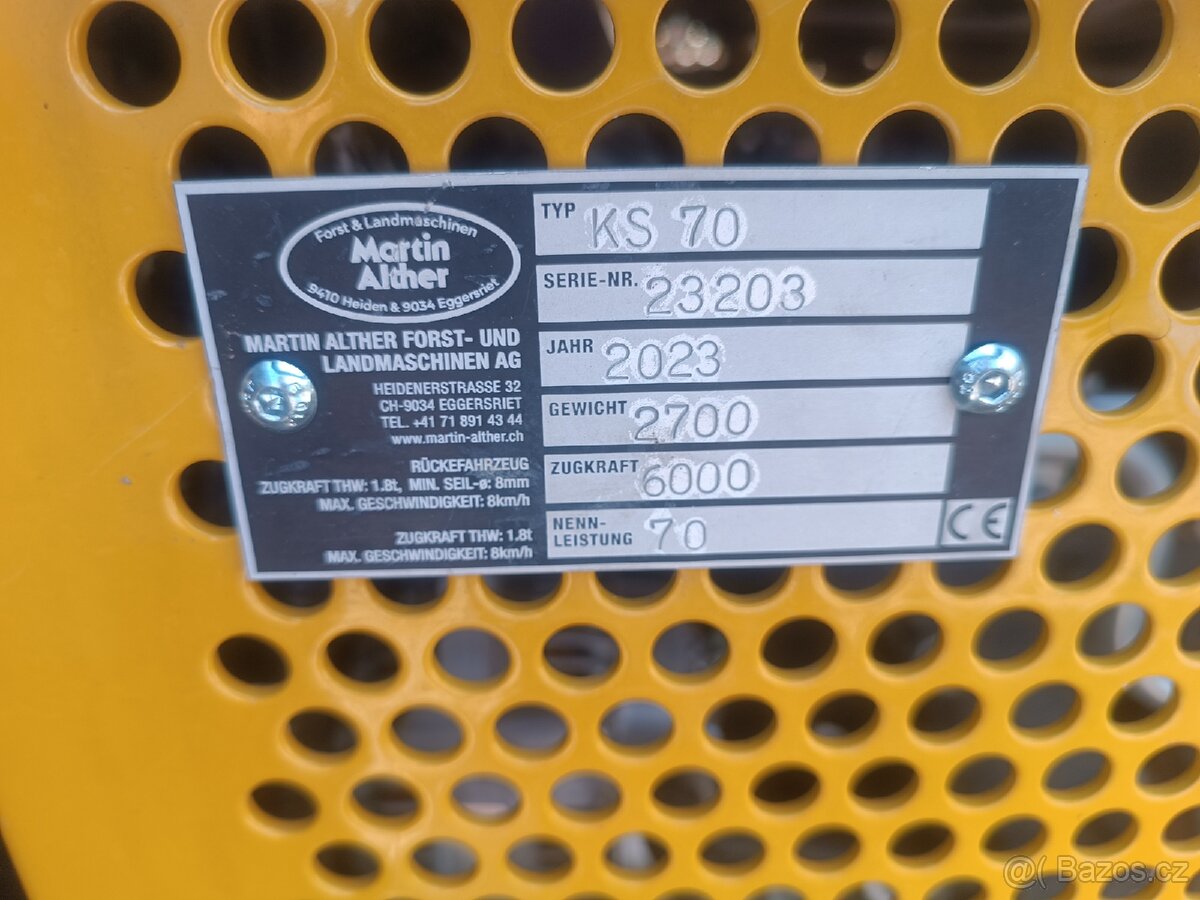 Forst & Landmaschinen
Martin
Alther
9410 Heiden & 9034 Eggersriet
MARTIN ALTHER FORST- UND
LANDMASCHINEN AG
HEIDENERSTRASSE 32
CH-9034 EGGERSRIET
TEL. +41 71 891 43 44
www.martin-alther.ch
RÜCKEFAHRZEUG
ZUGKRAFT THW: 1.8t, MIN. SEIL-ø: 8mm
MAX. GESCHWINDIGKEIT: 8km/h
ZUGKRAFT THW: 1.8t
MAX. GESCHWINDIGKEIT: 8km/h
TYP KS 70
SERIE-NR. 23203
JAHR 2023
GEWICHT 2700
ZUGKRAFT 6000
NENN-
LEISTUNG 70
CE
@( Bazos.cz